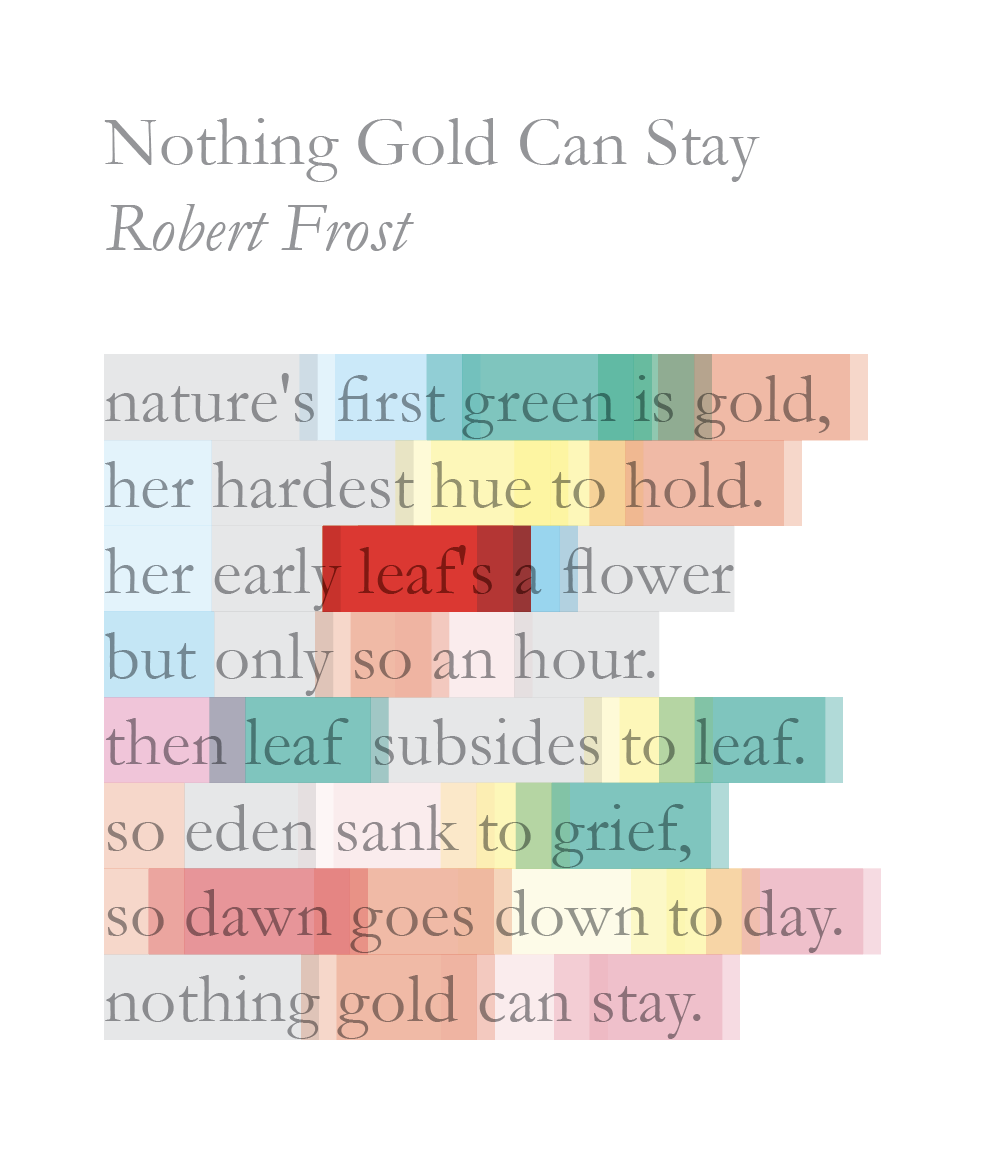 Nothing Gold Can Stay
Robert Frost
nature's first green is gold,
her hardest hue to hold.
her early leaf's a flower
but only so an hour.
then leaf subsides to leaf.
so eden sank to grief,
so dawn goes down to day.
nothing gold can stay.